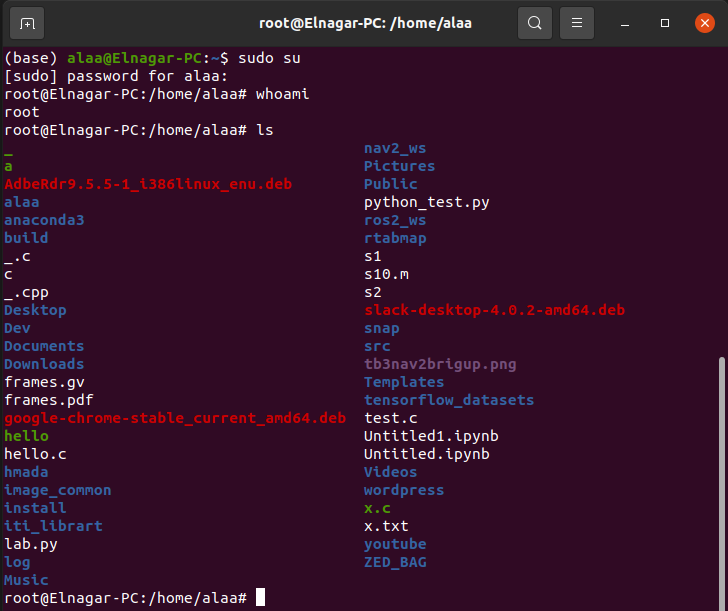 root@Elnagar-PC: /home/alaa
(base) alaa@Elnagar-PC:~$ sudo su
[sudo] password for alaa:
root@Elnagar-PC:/home/alaa# whoami
root
root@Elnagar-PC:/home/alaa# ls
_ nav2_ws
a Pictures
AdbeRdr9.5.5-1_i386linux_enu.deb Public
alaa python_test.py
anaconda3 ros2_ws
build rtabmap
_.c s1
c s10.m
_.cpp s2
Desktop slack-desktop-4.0.2-amd64.deb
Dev snap
Documents src
Downloads tb3nav2brigup.png
frames.gv Templates
frames.pdf tensorflow_datasets
google-chrome-stable_current_amd64.deb test.c
hello Untitled1.ipynb
hello.c Untitled.ipynb
hmada Videos
image_common wordpress
install x.c
iti_librart x.txt
lab.py youtube
log ZED_BAG
Music
root@Elnagar-PC:/home/alaa#